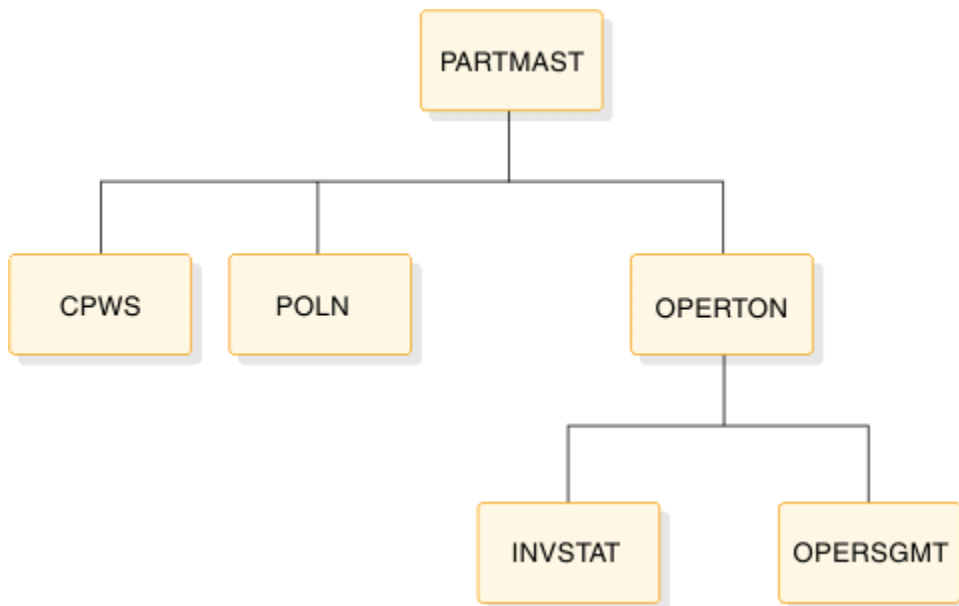 PARTMAST
CPWS
POLN
OPERTON
INVSTAT
OPERSGMT